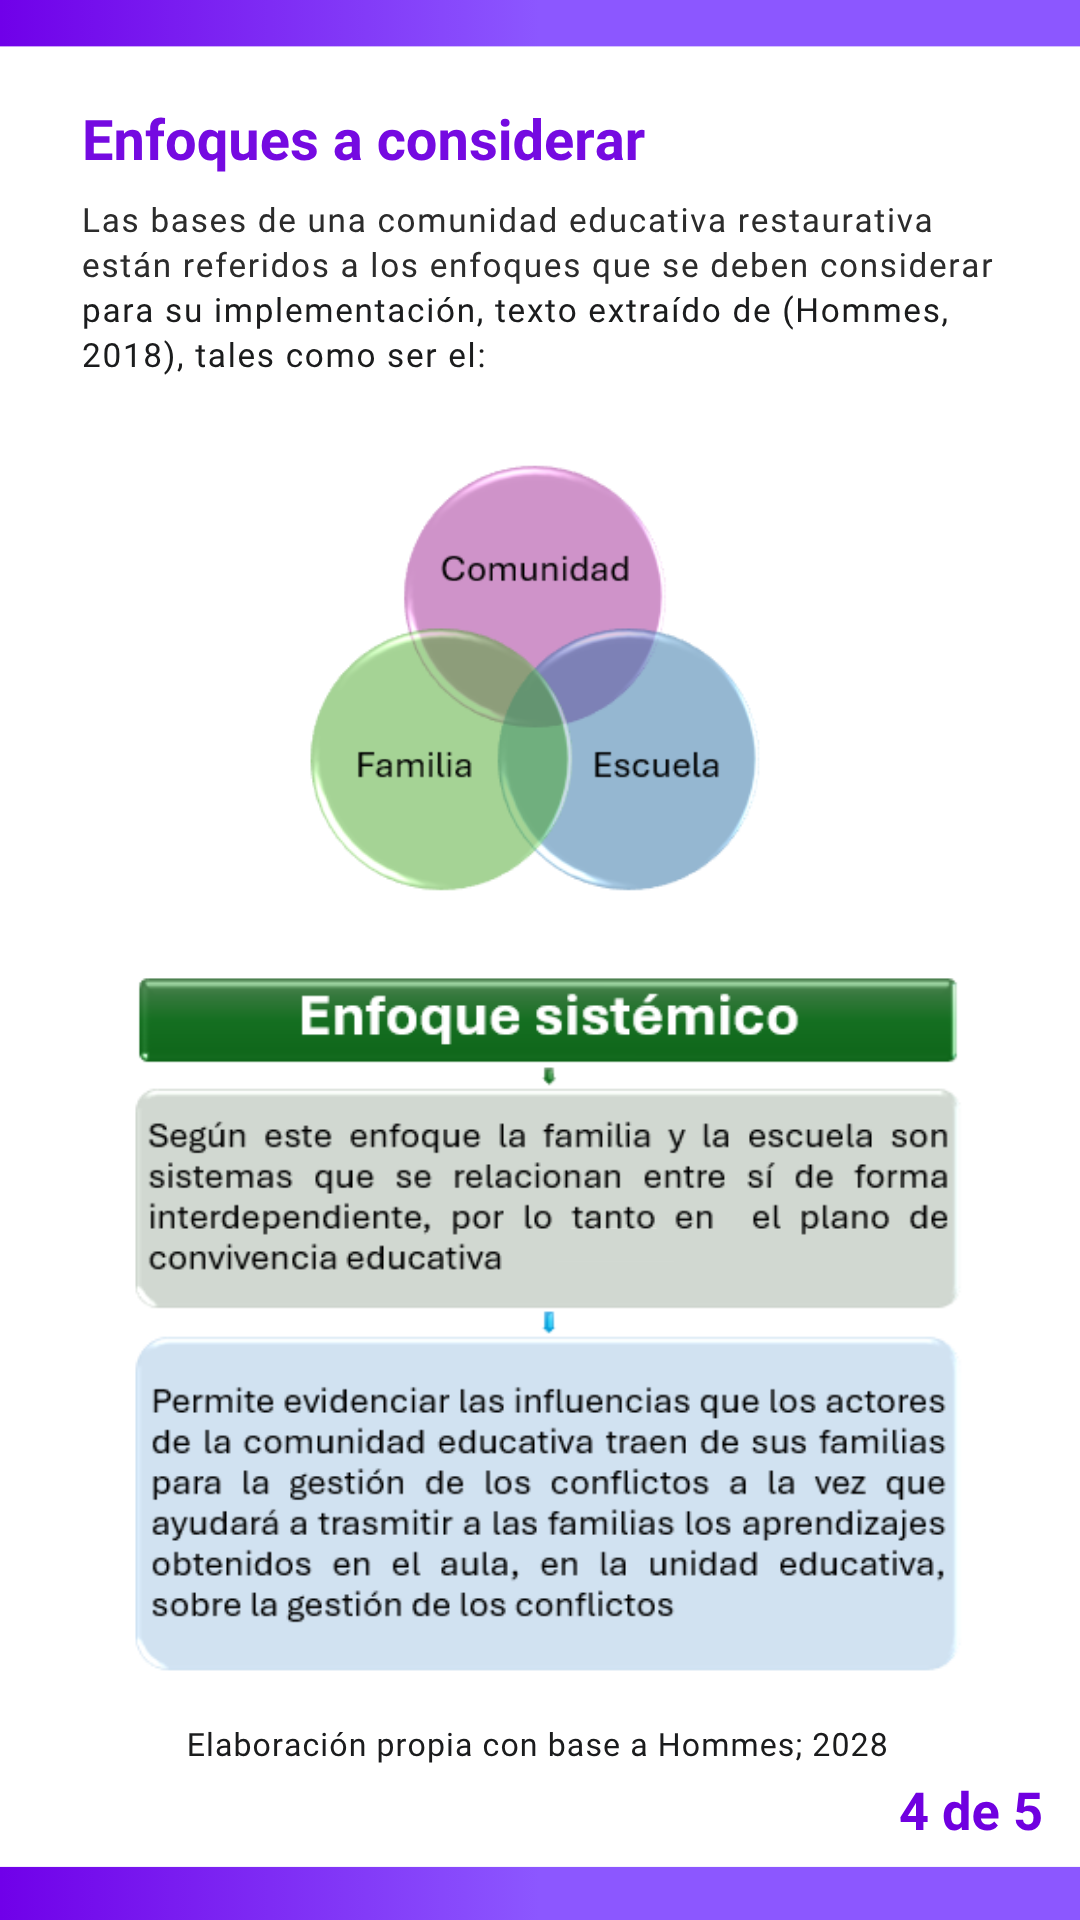 Enfoques a considerar
Las bases de una comunidad educativa restaurativa
están referidos a los enfoques que se deben considerar
para su implementación, texto extraído de (Hommes,
2018), tales como ser el:
Comunidad
Familia
Escuela
Enfoque sistémico
Según este enfoque la familia y la escuela son
sistemas que se relacionan entre sí de forma
interdependiente, por lo tanto en el plano de
convivencia educativa
Permite evidenciar las influencias que los actores
de la comunidad educativa traen de sus familias
para la gestión de los conflictos a la vez que
ayudará a trasmitir a las familias los aprendizajes
obtenidos en el aula, en la unidad educativa,
sobre la gestión de los conflictos
Elaboración propia con base a Hommes; 2028
4 de 5